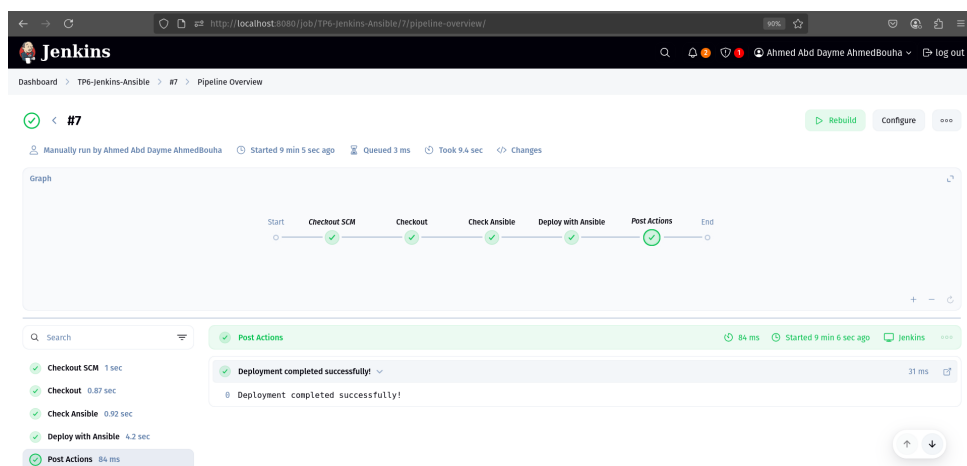 http://localhost:8080/job/TP6-Jenkins-Ansible/7/pipeline-overview/
90%
Jenkins
2
1
Ahmed Abd Dayme AhmedBouha
log out
Dashboard > TP6-Jenkins-Ansible > #7 > Pipeline Overview
#7
Rebuild
Configure
Manually run by Ahmed Abd Dayme AhmedBouha
Started 9 min 5 sec ago
Queued 3 ms
Took 9.4 sec
Changes
Graph
Start
Checkout SCM
Checkout
Check Ansible
Deploy with Ansible
Post Actions
End
Search
Checkout SCM 1 sec
Checkout 0.87 sec
Check Ansible 0.92 sec
Deploy with Ansible 4.2 sec
Post Actions 84 ms
Post Actions
84 ms
Started 9 min 6 sec ago
Jenkins
Deployment completed successfully!
31 ms
0 Deployment completed successfully!